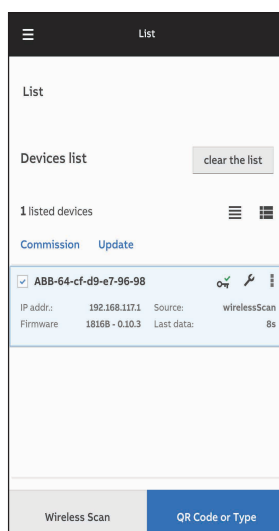 List
List
Devices list
clear the list
1 listed devices
Commission Update
ABB-64-cf-d9-e7-96-98
IP addr.: 192.168.117.1 Source: wirelessScan
Firmware 1816B - 0.10.3 Last data: 8s
Wireless Scan QR Code or Type